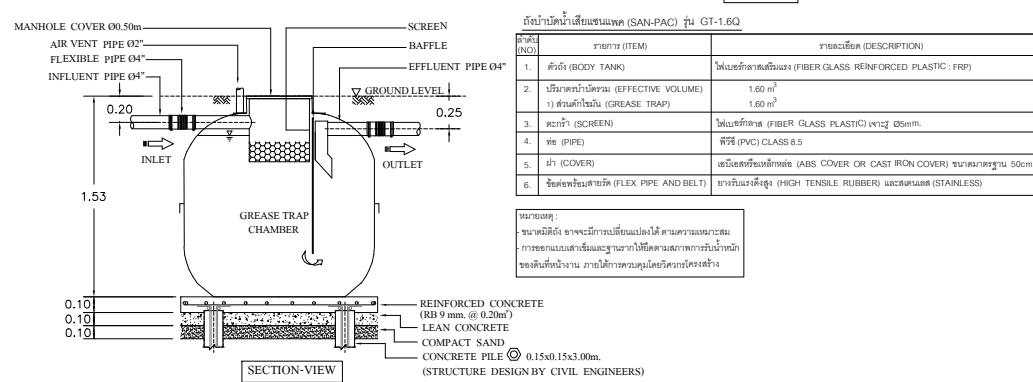 MANHOLE COVER Ø0.50m
AIR VENT PIPE Ø2"
FLEXIBLE PIPE Ø4"
INFLUENT PIPE Ø4"
SCREEN
BAFFLE
EFFLUENT PIPE Ø4"
GROUND LEVEL
0.20
0.25
INLET
OUTLET
1.53
GREASE TRAP
CHAMBER
0.10
0.10
0.10
REINFORCED CONCRETE
(RB 9 mm. @ 0.20m²)
LEAN CONCRETE
COMPACT SAND
CONCRETE PILE 0.15x0.15x3.00m.
(STRUCTURE DESIGN BY CIVIL ENGINEERS)
SECTION-VIEW
ถังบำบัดน้ำเสียแซนแพค (SAN-PAC) รุ่น GT-1.6Q
ลำดับ (NO) รายการ (ITEM) รายละเอียด (DESCRIPTION)
1. ตัวถัง (BODY TANK) ไฟเบอร์กลาสเสริมแรง (FIBER GLASS REINFORCED PLASTIC : FRP)
2. ปริมาตรบำบัดรวม (EFFECTIVE VOLUME) 1.60 m³
1) ส่วนดักไขมัน (GREASE TRAP) 1.60 m³
3. ตะกร้า (SCREEN) ไฟเบอร์กลาส (FIBER GLASS PLASTIC) เจาะรู Ø5mm.
4. ท่อ (PIPE) พีวีซี (PVC) CLASS 8.5
5. ฝา (COVER) เอบีเอสหรือเหล็กหล่อ (ABS COVER OR CAST IRON COVER) ขนาดมาตรฐาน 50cm
6. ข้อต่อพร้อมสายรัด (FLEX PIPE AND BELT) ยางรับแรงดึงสูง (HIGH TENSILE RUBBER) และสแตนเลส (STAINLESS)
หมายเหตุ :
- ขนาดมิติถัง อาจจะมีการเปลี่ยนแปลงได้ ตามความเหมาะสม
- การออกแบบเสาเข็มและฐานรากให้ยึดตามสภาพการรับน้ำหนัก
ของดินที่หน้างาน ภายใต้การควบคุมโดยวิศวกรโครงสร้าง